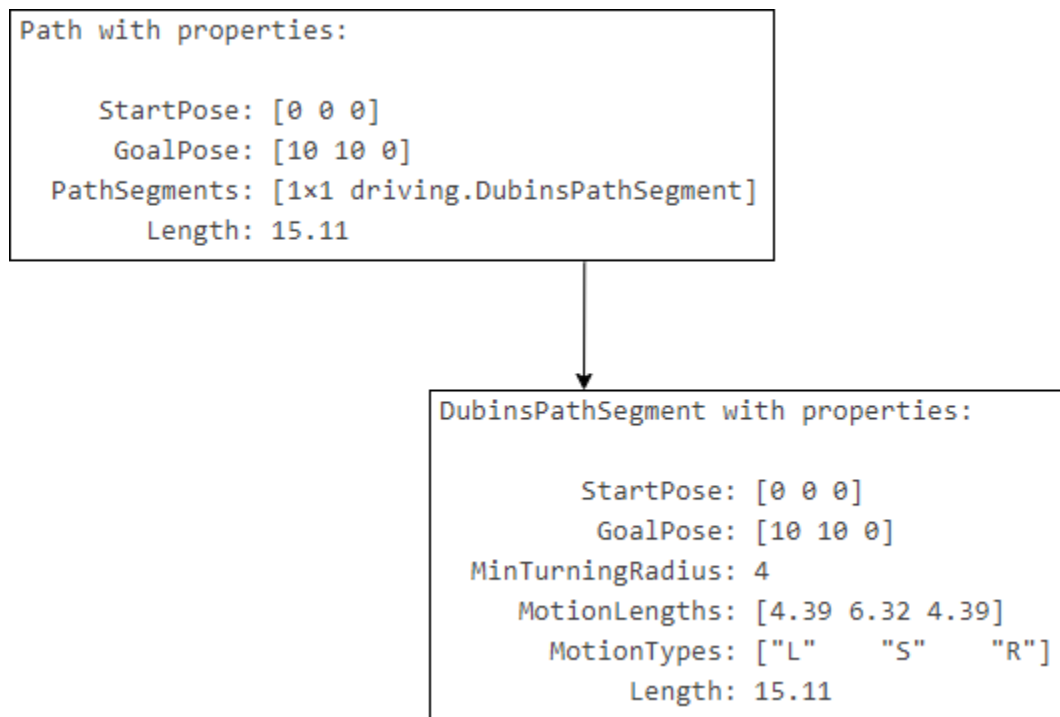 Path with properties:
StartPose: [0 0 0]
GoalPose: [10 10 0]
PathSegments: [1×1 driving.DubinsPathSegment]
Length: 15.11
DubinsPathSegment with properties:
StartPose: [0 0 0]
GoalPose: [10 10 0]
MinTurningRadius: 4
MotionLengths: [4.39 6.32 4.39]
MotionTypes: ["L" "S" "R"]
Length: 15.11